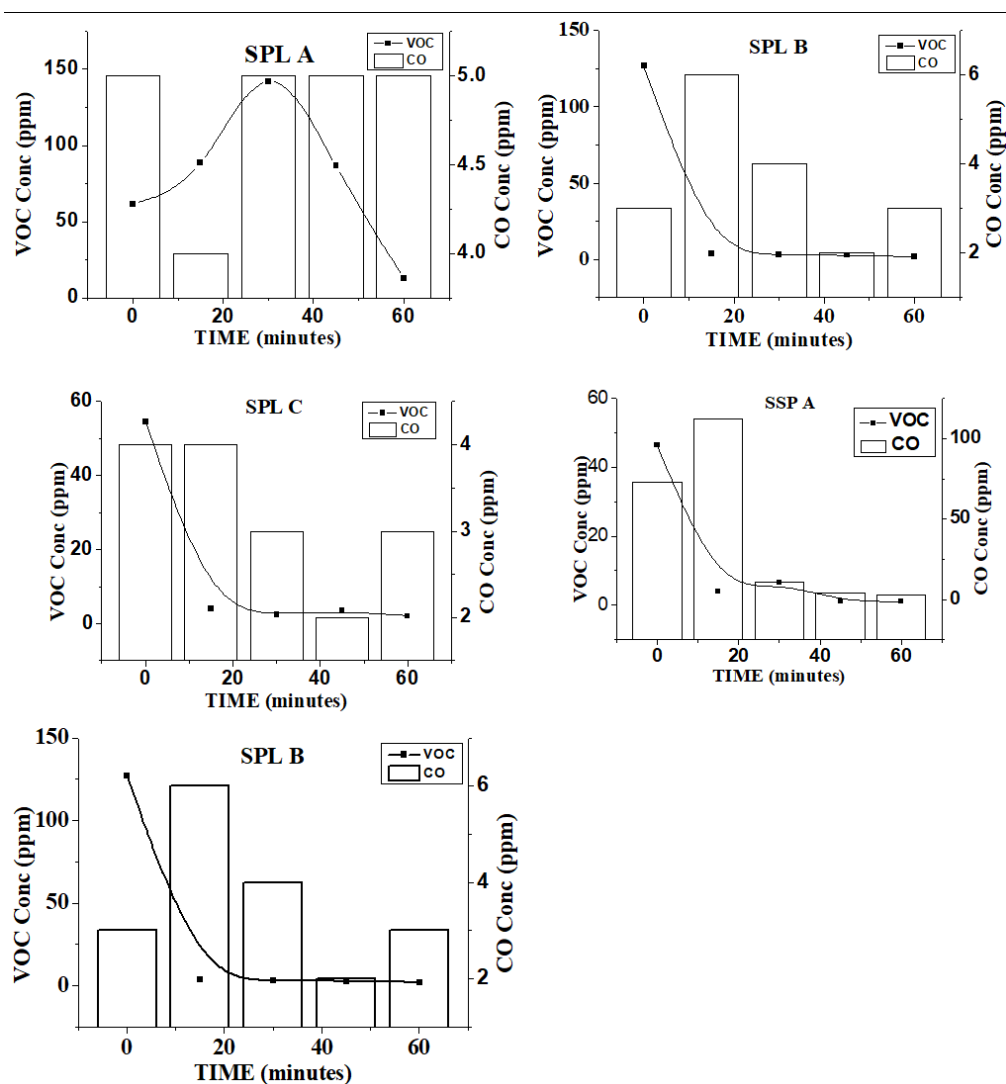 SPL A
VOC
CO
150
100
50
0
VOC Conc (ppm)
5.0
4.5
4.0
CO Conc (ppm)
0 20 40 60
TIME (minutes)
SPL B
VOC
CO
150
100
50
0
VOC Conc (ppm)
6
4
2
CO Conc (ppm)
0 20 40 60
TIME (minutes)
SPL C
VOC
CO
60
40
20
0
VOC Conc (ppm)
4
3
2
CO Conc (ppm)
0 20 40 60
TIME (minutes)
SSP A
VOC
CO
60
40
20
0
VOC Conc (ppm)
100
50
0
CO Conc (ppm)
0 20 40 60
TIME (minutes)
SPL B
VOC
CO
150
100
50
0
VOC Conc (ppm)
6
4
2
CO Conc (ppm)
0 20 40 60
TIME (minutes)